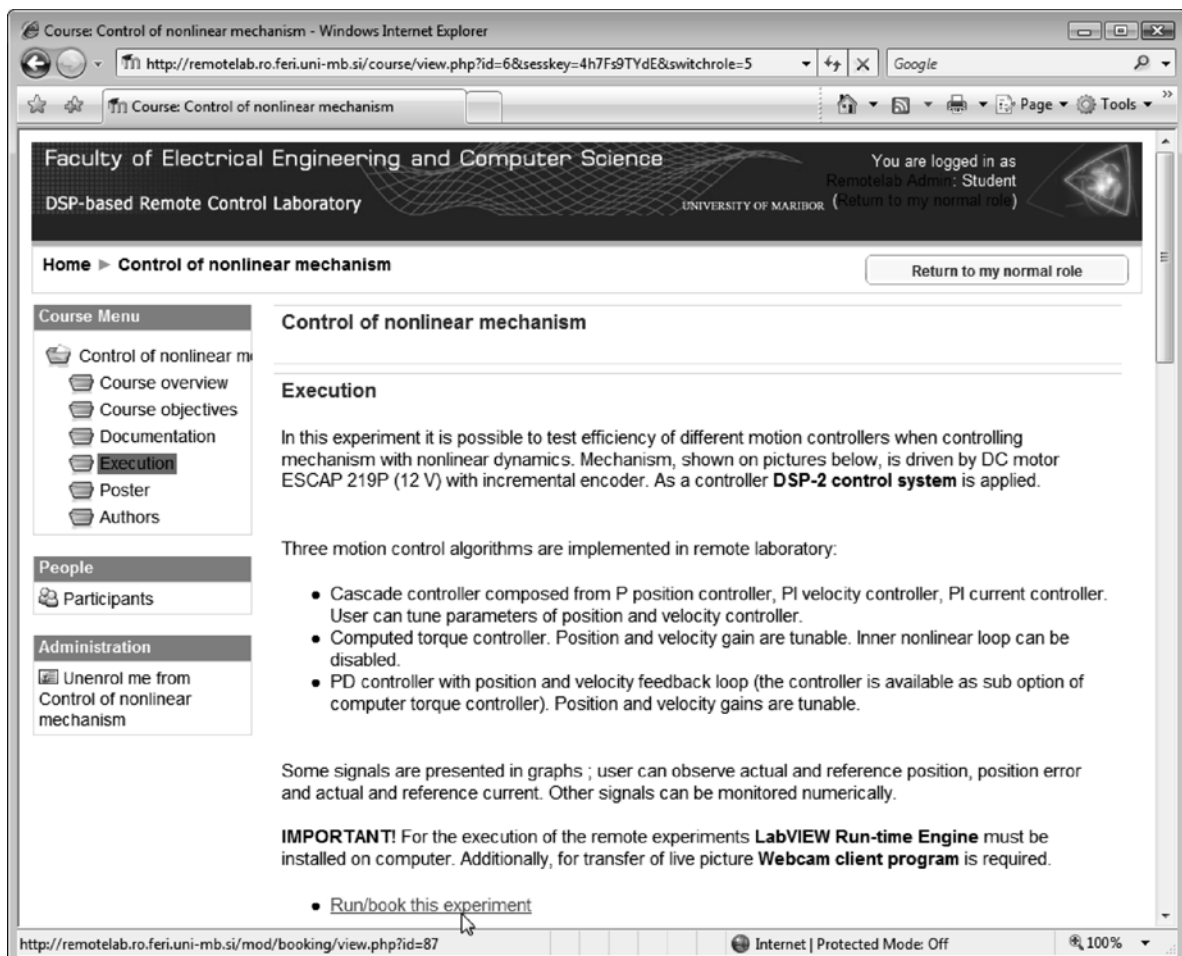 Course: Control of nonlinear mechanism - Windows Internet Explorer
http://remotelab.ro.feri.uni-mb.si/course/view.php?id=6&sesskey=4h7Fs9TYdE&switchrole=5
Google
Course: Control of nonlinear mechanism
Page
Tools
Faculty of Electrical Engineering and Computer Science
DSP-based Remote Control Laboratory
UNIVERSITY OF MARIBOR
You are logged in as
Remotelab Admin: Student
(Return to my normal role)
Home ► Control of nonlinear mechanism
Return to my normal role
Course Menu
Control of nonlinear me
Course overview
Course objectives
Documentation
Execution
Poster
Authors
People
Participants
Administration
Unenrol me from
Control of nonlinear
mechanism
Control of nonlinear mechanism
Execution
In this experiment it is possible to test efficiency of different motion controllers when controlling
mechanism with nonlinear dynamics. Mechanism, shown on pictures below, is driven by DC motor
ESCAP 219P (12 V) with incremental encoder. As a controller DSP-2 control system is applied.
Three motion control algorithms are implemented in remote laboratory:
• Cascade controller composed from P position controller, PI velocity controller, PI current controller.
User can tune parameters of position and velocity controller.
• Computed torque controller. Position and velocity gain are tunable. Inner nonlinear loop can be
disabled.
• PD controller with position and velocity feedback loop (the controller is available as sub option of
computer torque controller). Position and velocity gains are tunable.
Some signals are presented in graphs ; user can observe actual and reference position, position error
and actual and reference current. Other signals can be monitored numerically.
IMPORTANT! For the execution of the remote experiments LabVIEW Run-time Engine must be
installed on computer. Additionally, for transfer of live picture Webcam client program is required.
• Run/book this experiment
http://remotelab.ro.feri.uni-mb.si/mod/booking/view.php?id=87
Internet | Protected Mode: Off
100%